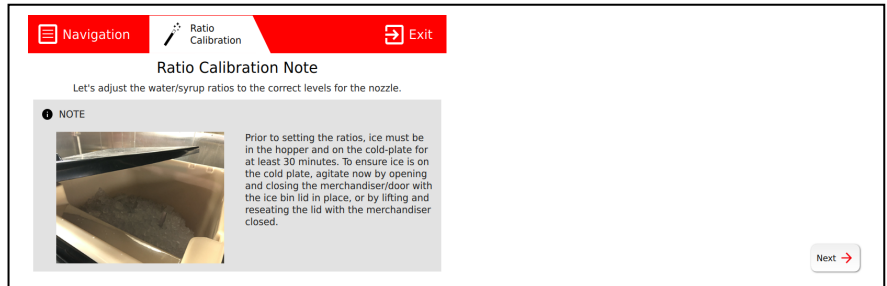 Navigation
Ratio
Calibration
Exit
Ratio Calibration Note
Let's adjust the water/syrup ratios to the correct levels for the nozzle.
NOTE
Prior to setting the ratios, ice must be
in the hopper and on the cold-plate for
at least 30 minutes. To ensure ice is on
the cold plate, agitate now by opening
and closing the merchandiser/door with
the ice bin lid in place, or by lifting and
reseating the lid with the merchandiser
closed.
Next